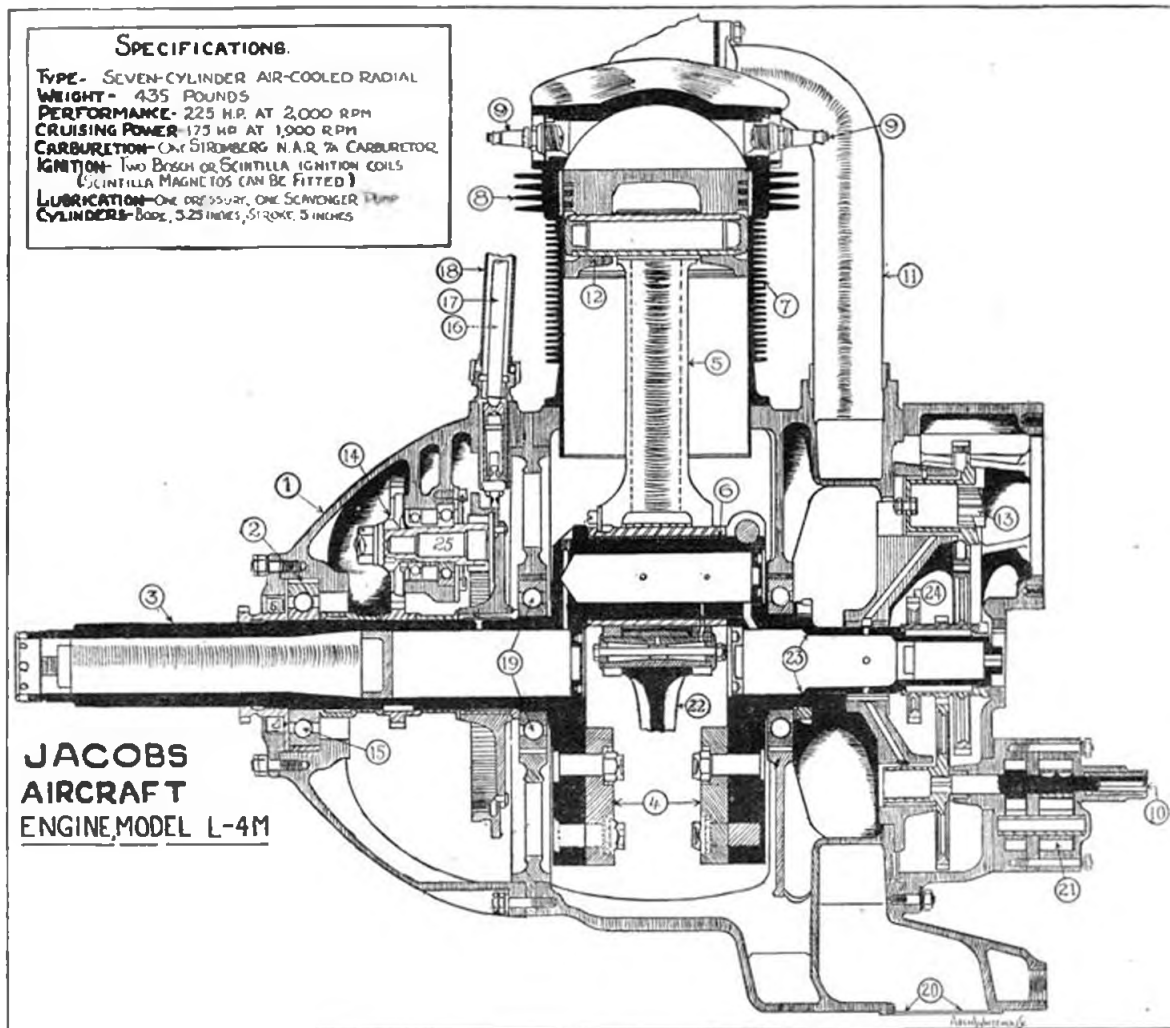 SPECIFICATIONS.
TYPE- SEVEN-CYLINDER AIR-COOLED RADIAL
WEIGHT- 435 POUNDS
PERFORMANCE- 225 H.P. AT 2,000 RPM
CRUISING POWER- 175 HP AT 1,900 RPM
CARBURETION- ONE STROMBERG N.A.R. 7A CARBURETOR
IGNITION- TWO BOSCH OR SCINTILLA IGNITION COILS
(SCINTILLA MAGNETOS CAN BE FITTED)
LUBRICATION- ONE PRESSURE, ONE SCAVENGER PUMP
CYLINDERS- BORE, 5.25 INCHES, STROKE, 5 INCHES
9
9
8
18
17
12
7
11
16
5
14
1
6
13
2
25
3
24
19
23
22
15
4
10
21
20
JACOBS
AIRCRAFT
ENGINE, MODEL L-4M